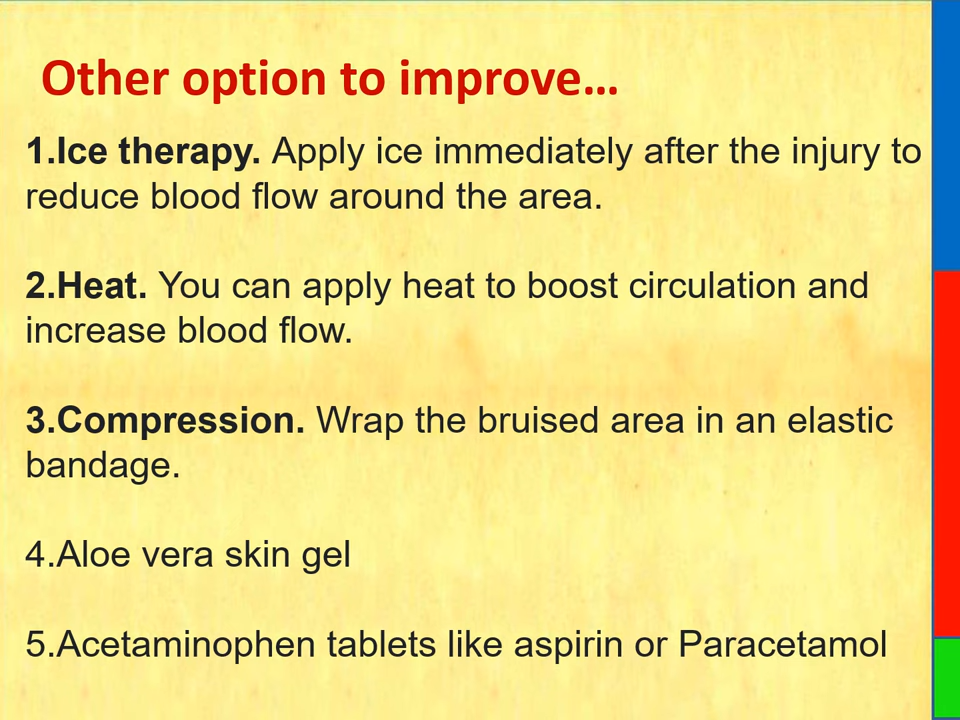 Other option to improve…
1.Ice therapy. Apply ice immediately after the injury to
reduce blood flow around the area.
2.Heat. You can apply heat to boost circulation and
increase blood flow.
3.Compression. Wrap the bruised area in an elastic
bandage.
4.Aloe vera skin gel
5.Acetaminophen tablets like aspirin or Paracetamol